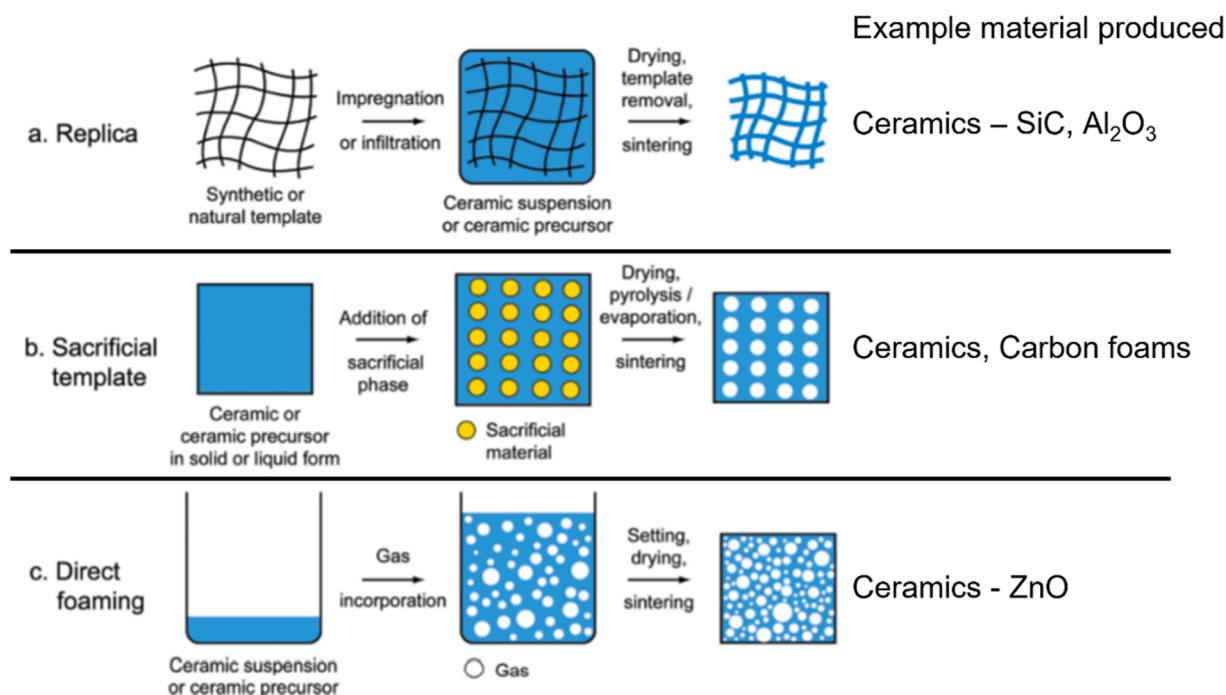 Example material produced
a. Replica
Synthetic or
natural template
Impregnation
or infiltration
Ceramic suspension
or ceramic precursor
Drying,
template
removal,
sintering
Ceramics – SiC, Al₂O₃
b. Sacrificial
template
Ceramic or
ceramic precursor
in solid or liquid form
Addition of
sacrificial
phase
Sacrificial
material
Drying,
pyrolysis /
evaporation,
sintering
Ceramics, Carbon foams
c. Direct
foaming
Ceramic suspension
or ceramic precursor
Gas
incorporation
Gas
Setting,
drying,
sintering
Ceramics - ZnO